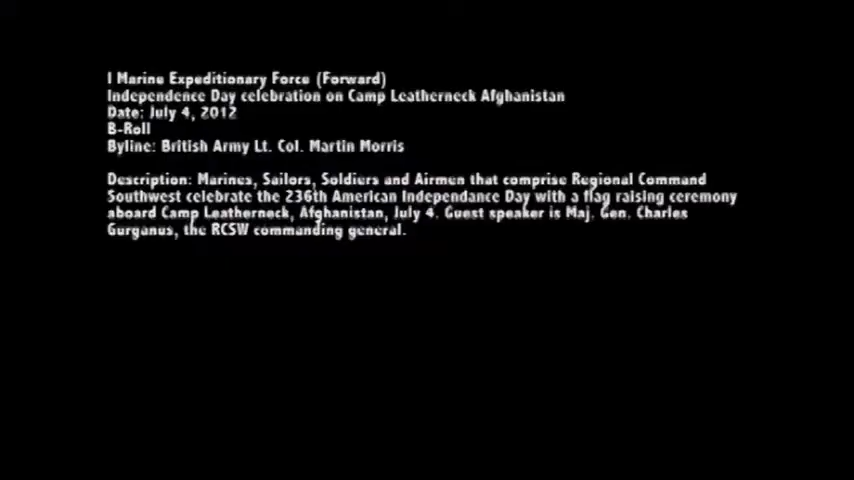 I Marine Expeditionary Force (Forward)
Independence Day celebration on Camp Leatherneck Afghanistan
Date: July 4, 2012
B-Roll
Byline: British Army Lt. Col. Martin Morris
Description: Marines, Sailors, Soldiers and Airmen that comprise Regional Command
Southwest celebrate the 236th American Independance Day with a flag raising ceremony
aboard Camp Leatherneck, Afghanistan, July 4. Guest speaker is Maj. Gen. Charles
Gurganus, the RCSW commanding general.